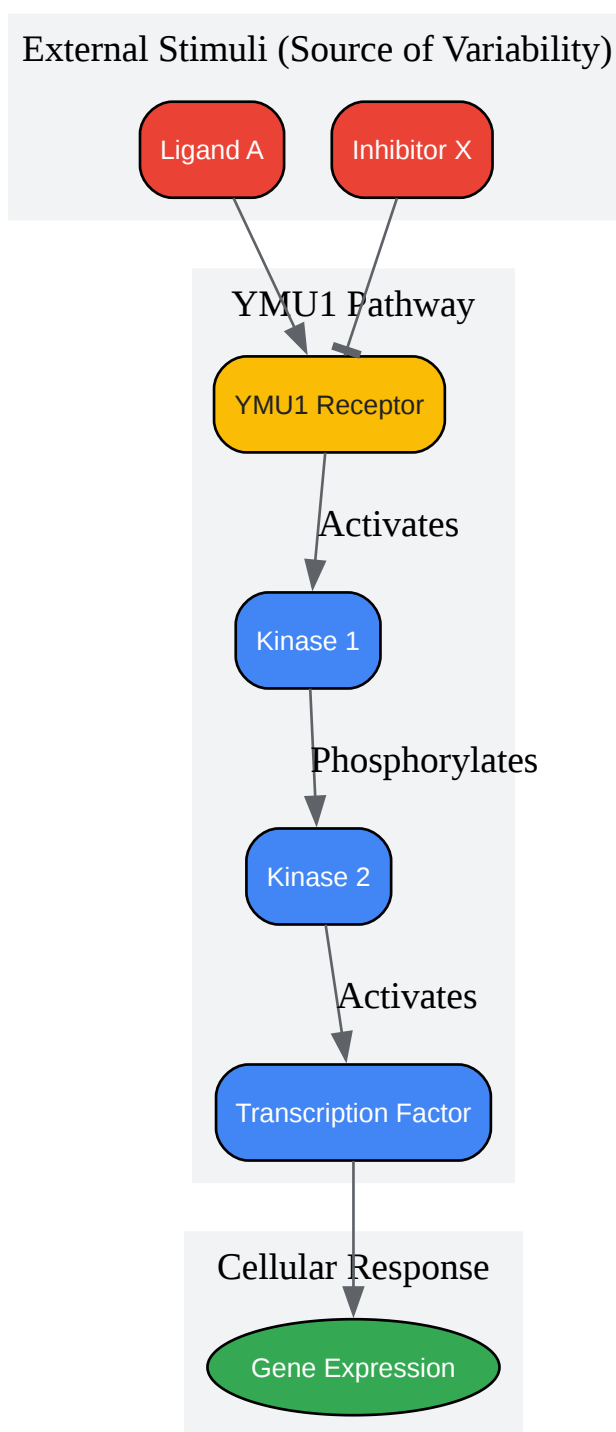 External Stimuli (Source of Variability)
Ligand A
Inhibitor X
YMU1 Pathway
YMU1 Receptor
Activates
Kinase 1
Phosphorylates
Kinase 2
Activates
Transcription Factor
Cellular Response
Gene Expression